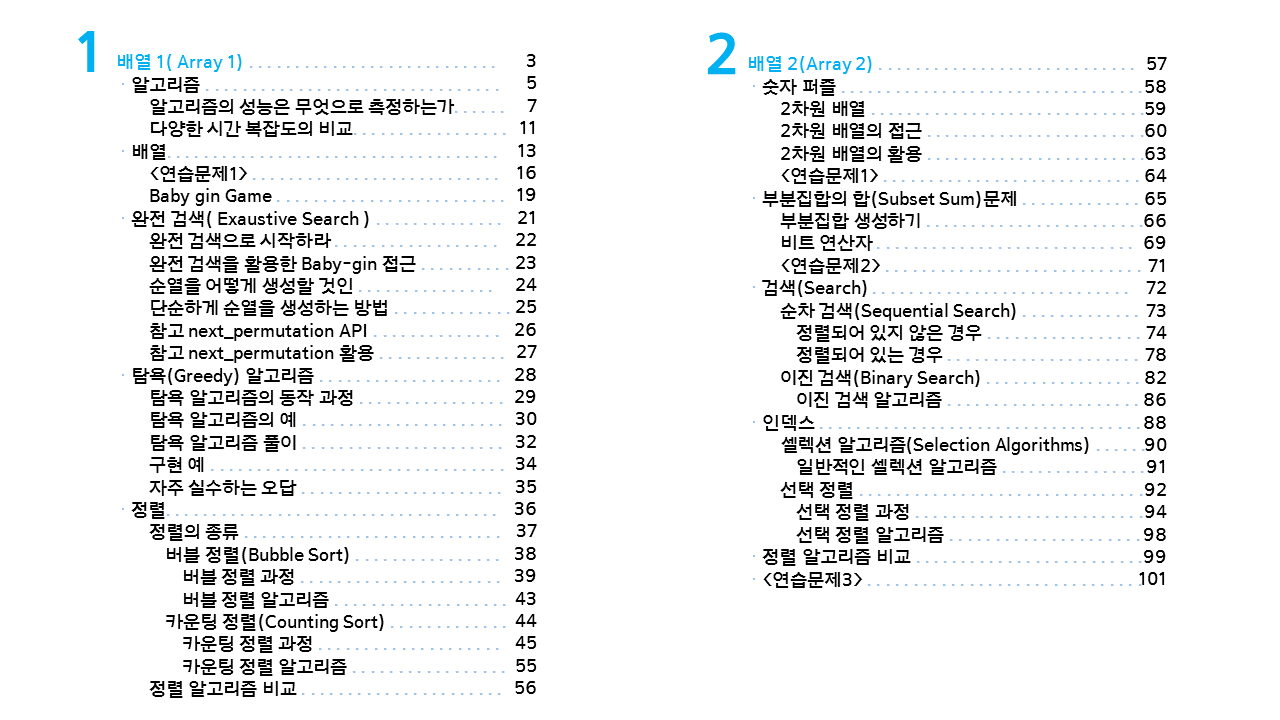 1 배열 1( Array 1) 3
· 알고리즘 5
알고리즘의 성능은 무엇으로 측정하는가 7
다양한 시간 복잡도의 비교 11
· 배열 13
<연습문제1> 16
Baby gin Game 19
· 완전 검색( Exaustive Search ) 21
완전 검색으로 시작하라 22
완전 검색을 활용한 Baby-gin 접근 23
순열을 어떻게 생성할 것인 24
단순하게 순열을 생성하는 방법 25
참고 next_permutation API 26
참고 next_permutation 활용 27
· 탐욕(Greedy) 알고리즘 28
탐욕 알고리즘의 동작 과정 29
탐욕 알고리즘의 예 30
탐욕 알고리즘 풀이 32
구현 예 34
자주 실수하는 오답 35
· 정렬 36
정렬의 종류 37
버블 정렬(Bubble Sort) 38
버블 정렬 과정 39
버블 정렬 알고리즘 43
카운팅 정렬(Counting Sort) 44
카운팅 정렬 과정 45
카운팅 정렬 알고리즘 55
정렬 알고리즘 비교 56
2 배열 2(Array 2) 57
· 숫자 퍼즐 58
2차원 배열 59
2차원 배열의 접근 60
2차원 배열의 활용 63
<연습문제1> 64
· 부분집합의 합(Subset Sum)문제 65
부분집합 생성하기 66
비트 연산자 69
<연습문제2> 71
· 검색(Search) 72
순차 검색(Sequential Search) 73
정렬되어 있지 않은 경우 74
정렬되어 있는 경우 78
이진 검색(Binary Search) 82
이진 검색 알고리즘 86
· 인덱스 88
셀렉션 알고리즘(Selection Algorithms) 90
일반적인 셀렉션 알고리즘 91
선택 정렬 92
선택 정렬 과정 94
선택 정렬 알고리즘 98
· 정렬 알고리즘 비교 99
· <연습문제3> 101